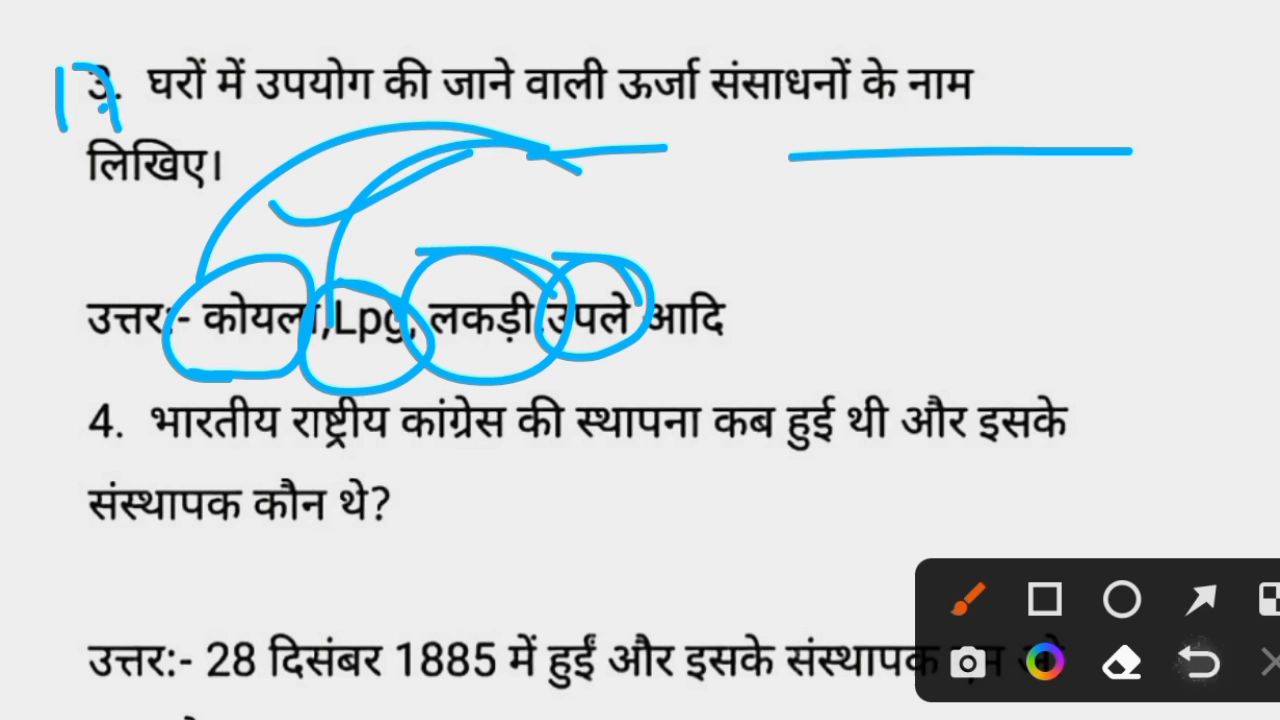 17
3. घरों में उपयोग की जाने वाली ऊर्जा संसाधनों के नाम
लिखिए।
उत्तर:- कोयला,Lpg, लकड़ी,उपले आदि
4. भारतीय राष्ट्रीय कांग्रेस की स्थापना कब हुई थी और इसके
संस्थापक कौन थे?
उत्तर:- 28 दिसंबर 1885 में हुईं और इसके संस्थापक